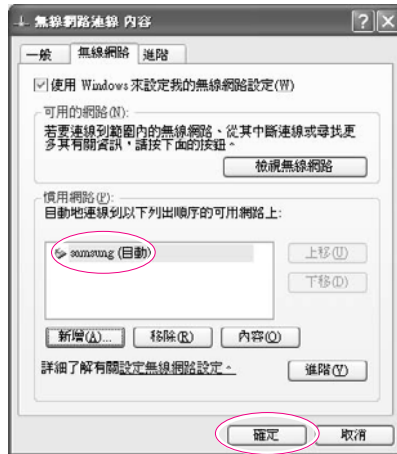 無線網路連線 內容
一般 無線網路 進階
使用 Windows 來設定我的無線網路設定(W)
可用的網路(N):
若要連線到範圍內的無線網路、從其中斷連線或尋找更
多其有關資訊，請按下面的按鈕。
檢視無線網路
慣用網路(P):
自動地連線到以下列出順序的可用網路上:
samsung (自動)
上移(U)
下移(D)
新增(A)... 移除(R) 內容(O)
詳細了解有關設定無線網路設定。
進階(V)
確定 取消